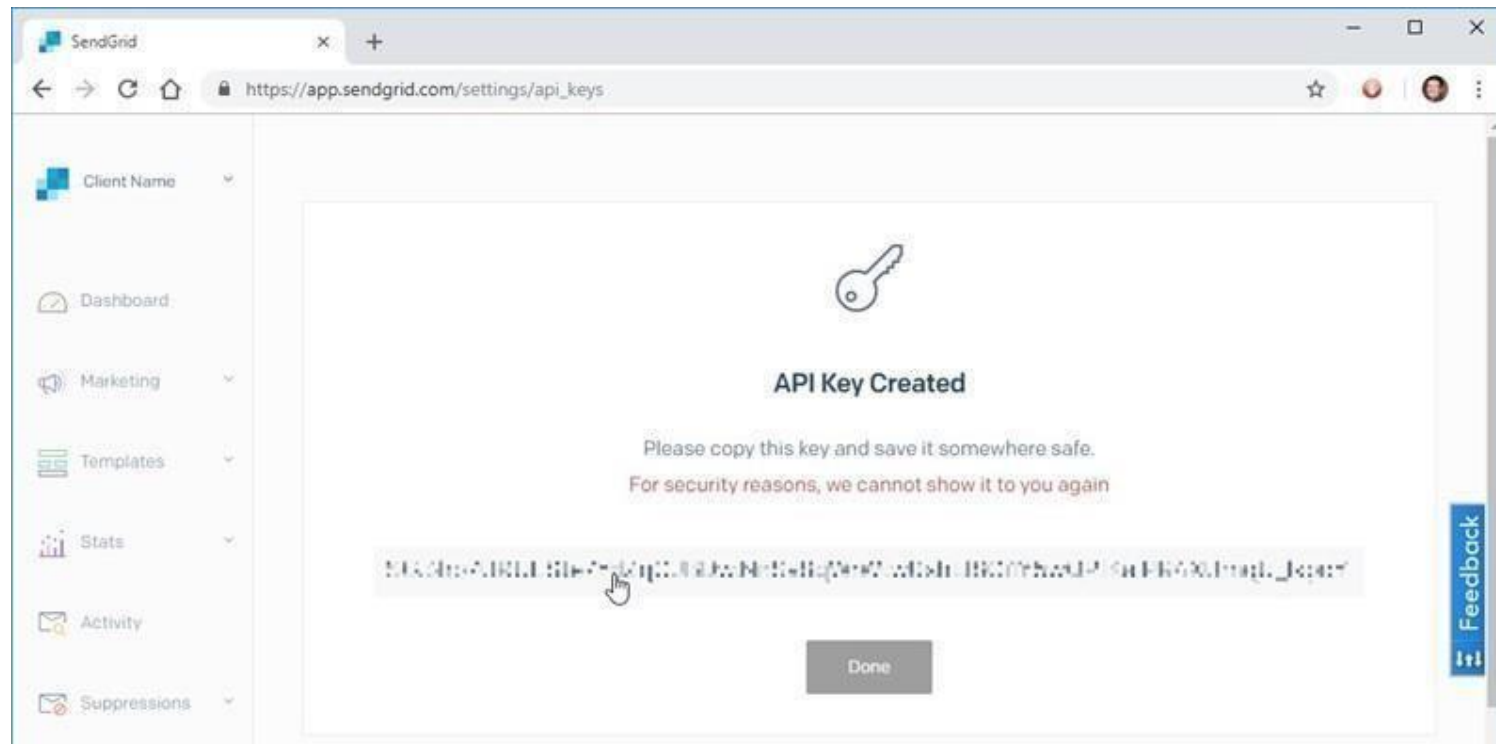 SendGrid
https://app.sendgrid.com/settings/api_keys
Client Name
Dashboard
Marketing
Templates
Stats
Activity
Suppressions
API Key Created
Please copy this key and save it somewhere safe.
For security reasons, we cannot show it to you again
Done
Feedback